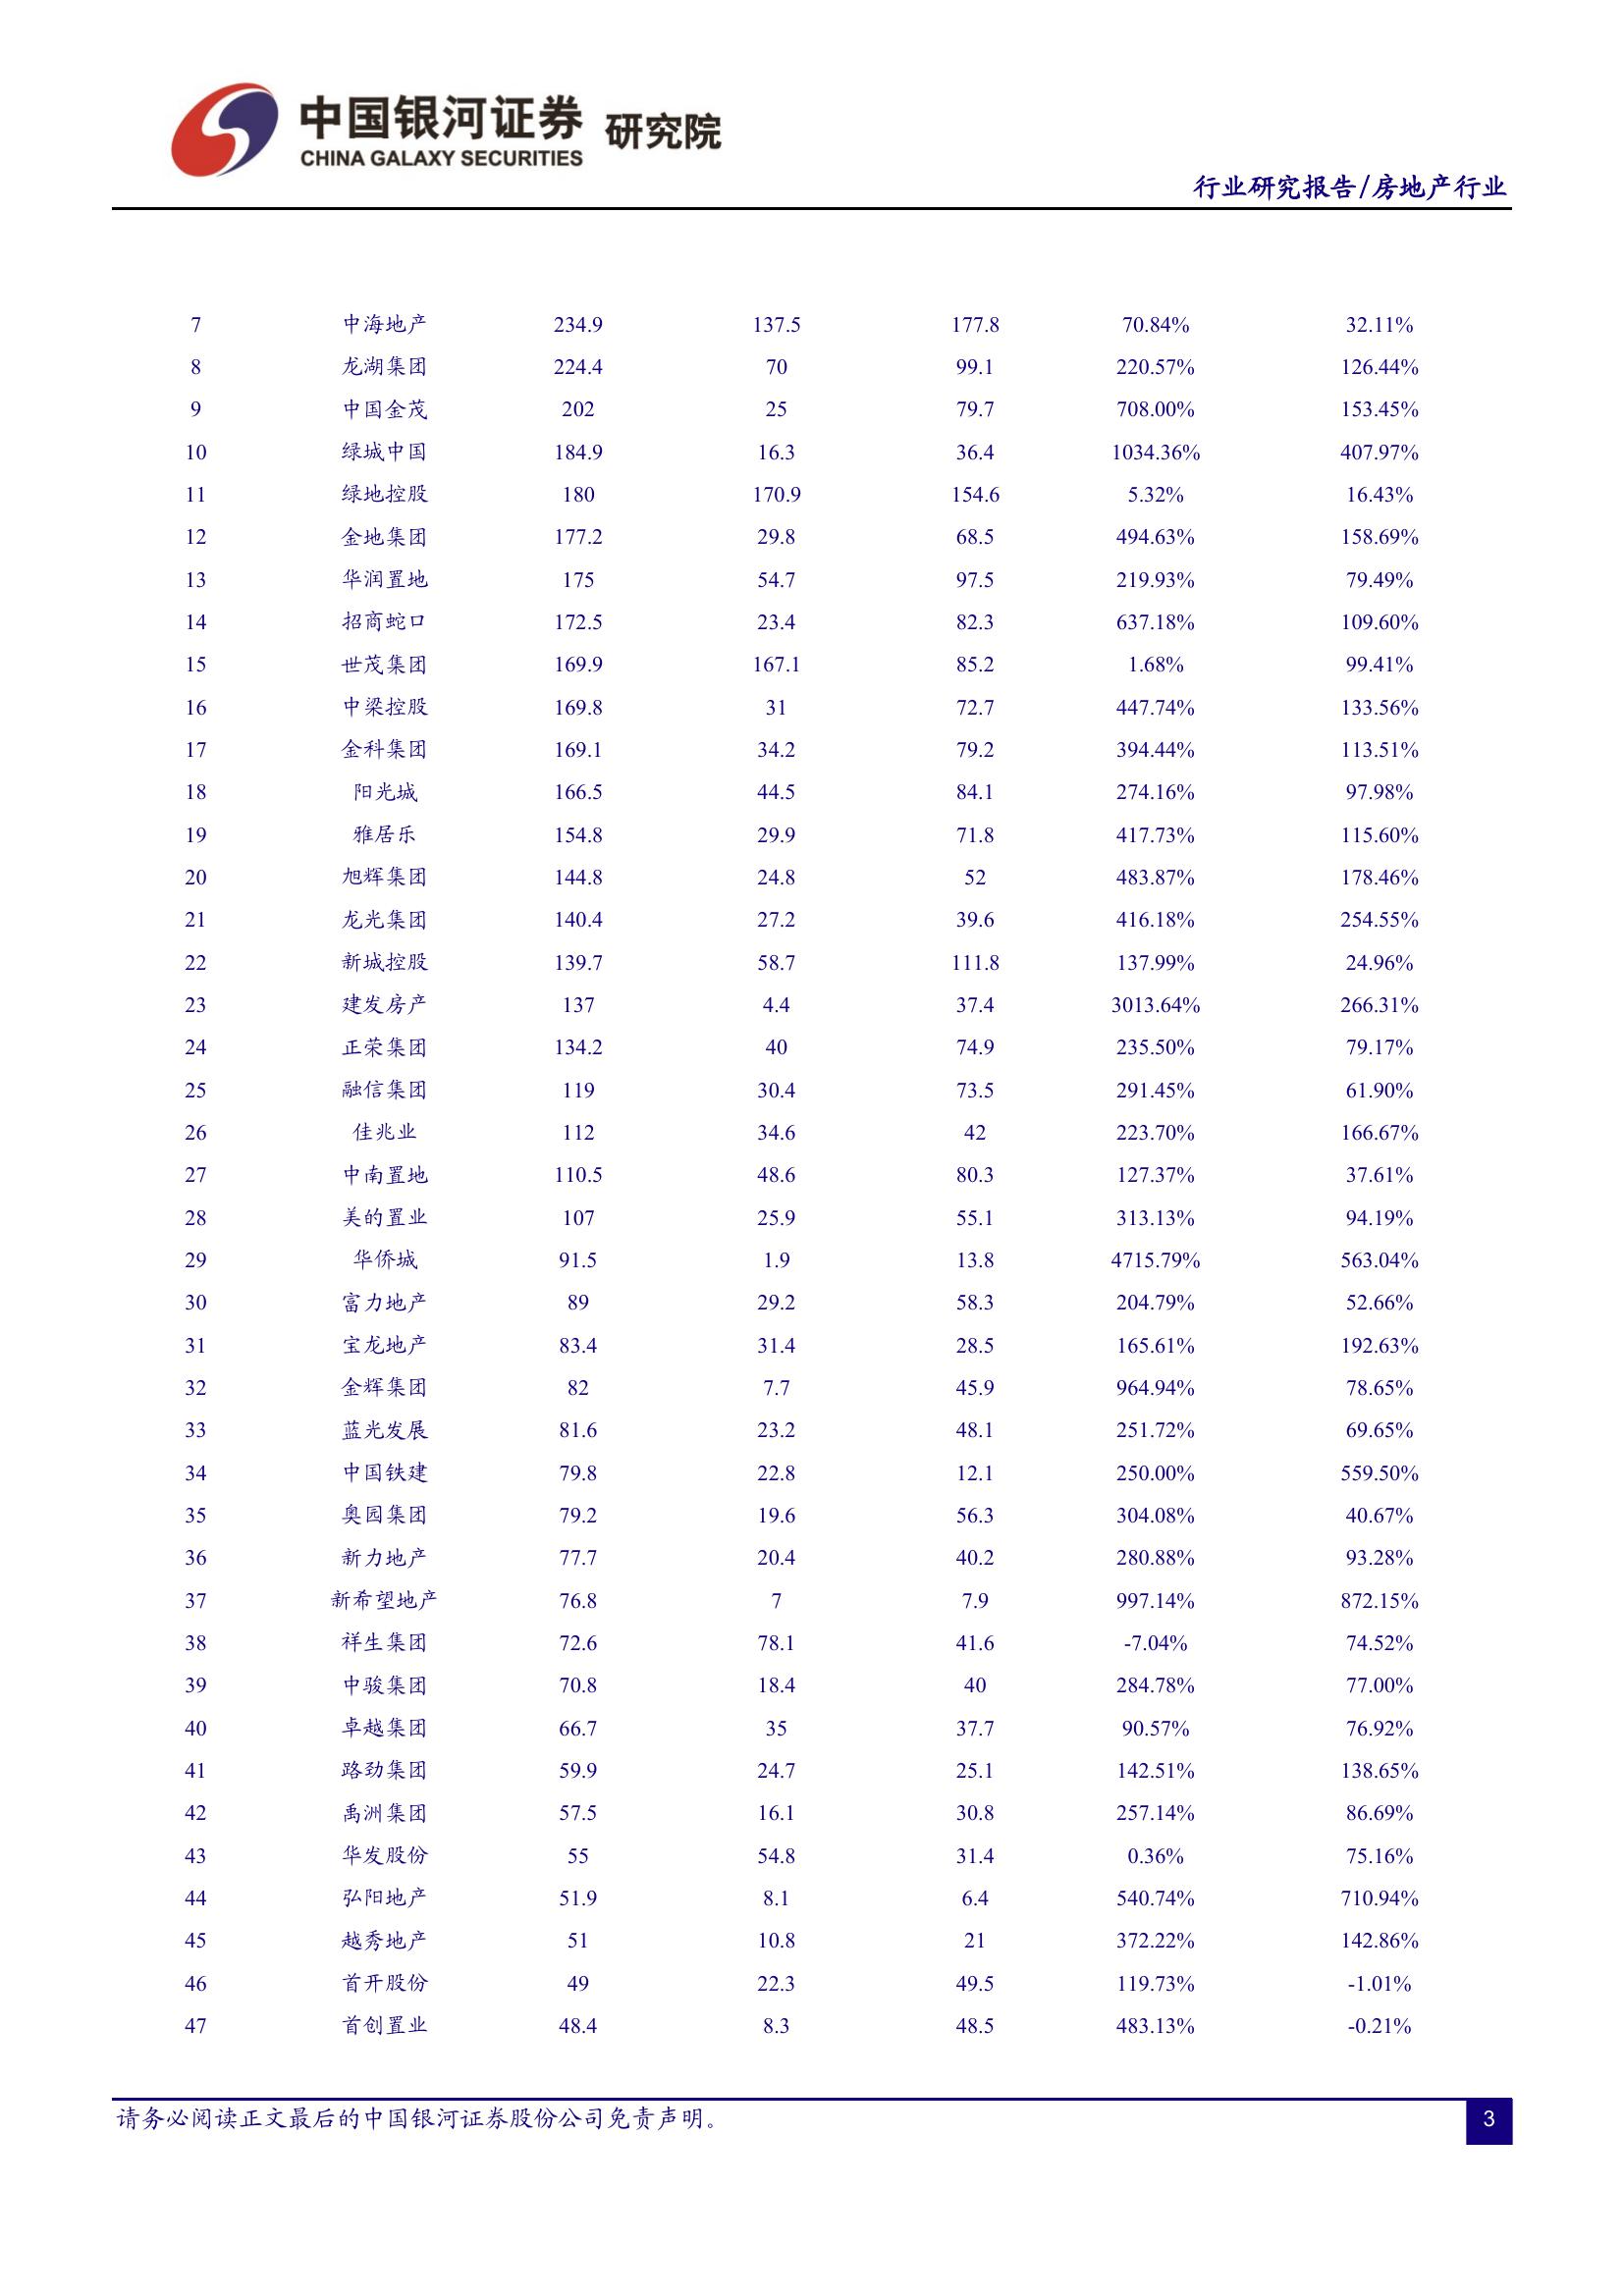 中国银河证券 研究院
CHINA GALAXY SECURITIES
行业研究报告/房地产行业
7 中海地产 234.9 137.5 177.8 70.84% 32.11%
8 龙湖集团 224.4 70 99.1 220.57% 126.44%
9 中国金茂 202 25 79.7 708.00% 153.45%
10 绿城中国 184.9 16.3 36.4 1034.36% 407.97%
11 绿地控股 180 170.9 154.6 5.32% 16.43%
12 金地集团 177.2 29.8 68.5 494.63% 158.69%
13 华润置地 175 54.7 97.5 219.93% 79.49%
14 招商蛇口 172.5 23.4 82.3 637.18% 109.60%
15 世茂集团 169.9 167.1 85.2 1.68% 99.41%
16 中梁控股 169.8 31 72.7 447.74% 133.56%
17 金科集团 169.1 34.2 79.2 394.44% 113.51%
18 阳光城 166.5 44.5 84.1 274.16% 97.98%
19 雅居乐 154.8 29.9 71.8 417.73% 115.60%
20 旭辉集团 144.8 24.8 52 483.87% 178.46%
21 龙光集团 140.4 27.2 39.6 416.18% 254.55%
22 新城控股 139.7 58.7 111.8 137.99% 24.96%
23 建发房产 137 4.4 37.4 3013.64% 266.31%
24 正荣集团 134.2 40 74.9 235.50% 79.17%
25 融信集团 119 30.4 73.5 291.45% 61.90%
26 佳兆业 112 34.6 42 223.70% 166.67%
27 中南置地 110.5 48.6 80.3 127.37% 37.61%
28 美的置业 107 25.9 55.1 313.13% 94.19%
29 华侨城 91.5 1.9 13.8 4715.79% 563.04%
30 富力地产 89 29.2 58.3 204.79% 52.66%
31 宝龙地产 83.4 31.4 28.5 165.61% 192.63%
32 金辉集团 82 7.7 45.9 964.94% 78.65%
33 蓝光发展 81.6 23.2 48.1 251.72% 69.65%
34 中国铁建 79.8 22.8 12.1 250.00% 559.50%
35 奥园集团 79.2 19.6 56.3 304.08% 40.67%
36 新力地产 77.7 20.4 40.2 280.88% 93.28%
37 新希望地产 76.8 7 7.9 997.14% 872.15%
38 祥生集团 72.6 78.1 41.6 -7.04% 74.52%
39 中骏集团 70.8 18.4 40 284.78% 77.00%
40 卓越集团 66.7 35 37.7 90.57% 76.92%
41 路劲集团 59.9 24.7 25.1 142.51% 138.65%
42 禹洲集团 57.5 16.1 30.8 257.14% 86.69%
43 华发股份 55 54.8 31.4 0.36% 75.16%
44 弘阳地产 51.9 8.1 6.4 540.74% 710.94%
45 越秀地产 51 10.8 21 372.22% 142.86%
46 首开股份 49 22.3 49.5 119.73% -1.01%
47 首创置业 48.4 8.3 48.5 483.13% -0.21%
请务必阅读正文最后的中国银河证券股份公司免责声明。
3